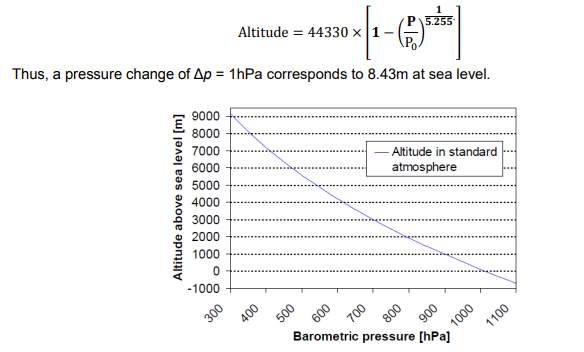 Altitude = 44330 × [1 − (P/P₀)^(1/5.255)]
Thus, a pressure change of ∆p = 1hPa corresponds to 8.43m at sea level.
Altitude above sea level [m]
9000
8000
7000
6000
5000
4000
3000
2000
1000
0
-1000
Altitude in standard
atmosphere
300 400 500 600 700 800 900 1000 1100
Barometric pressure [hPa]